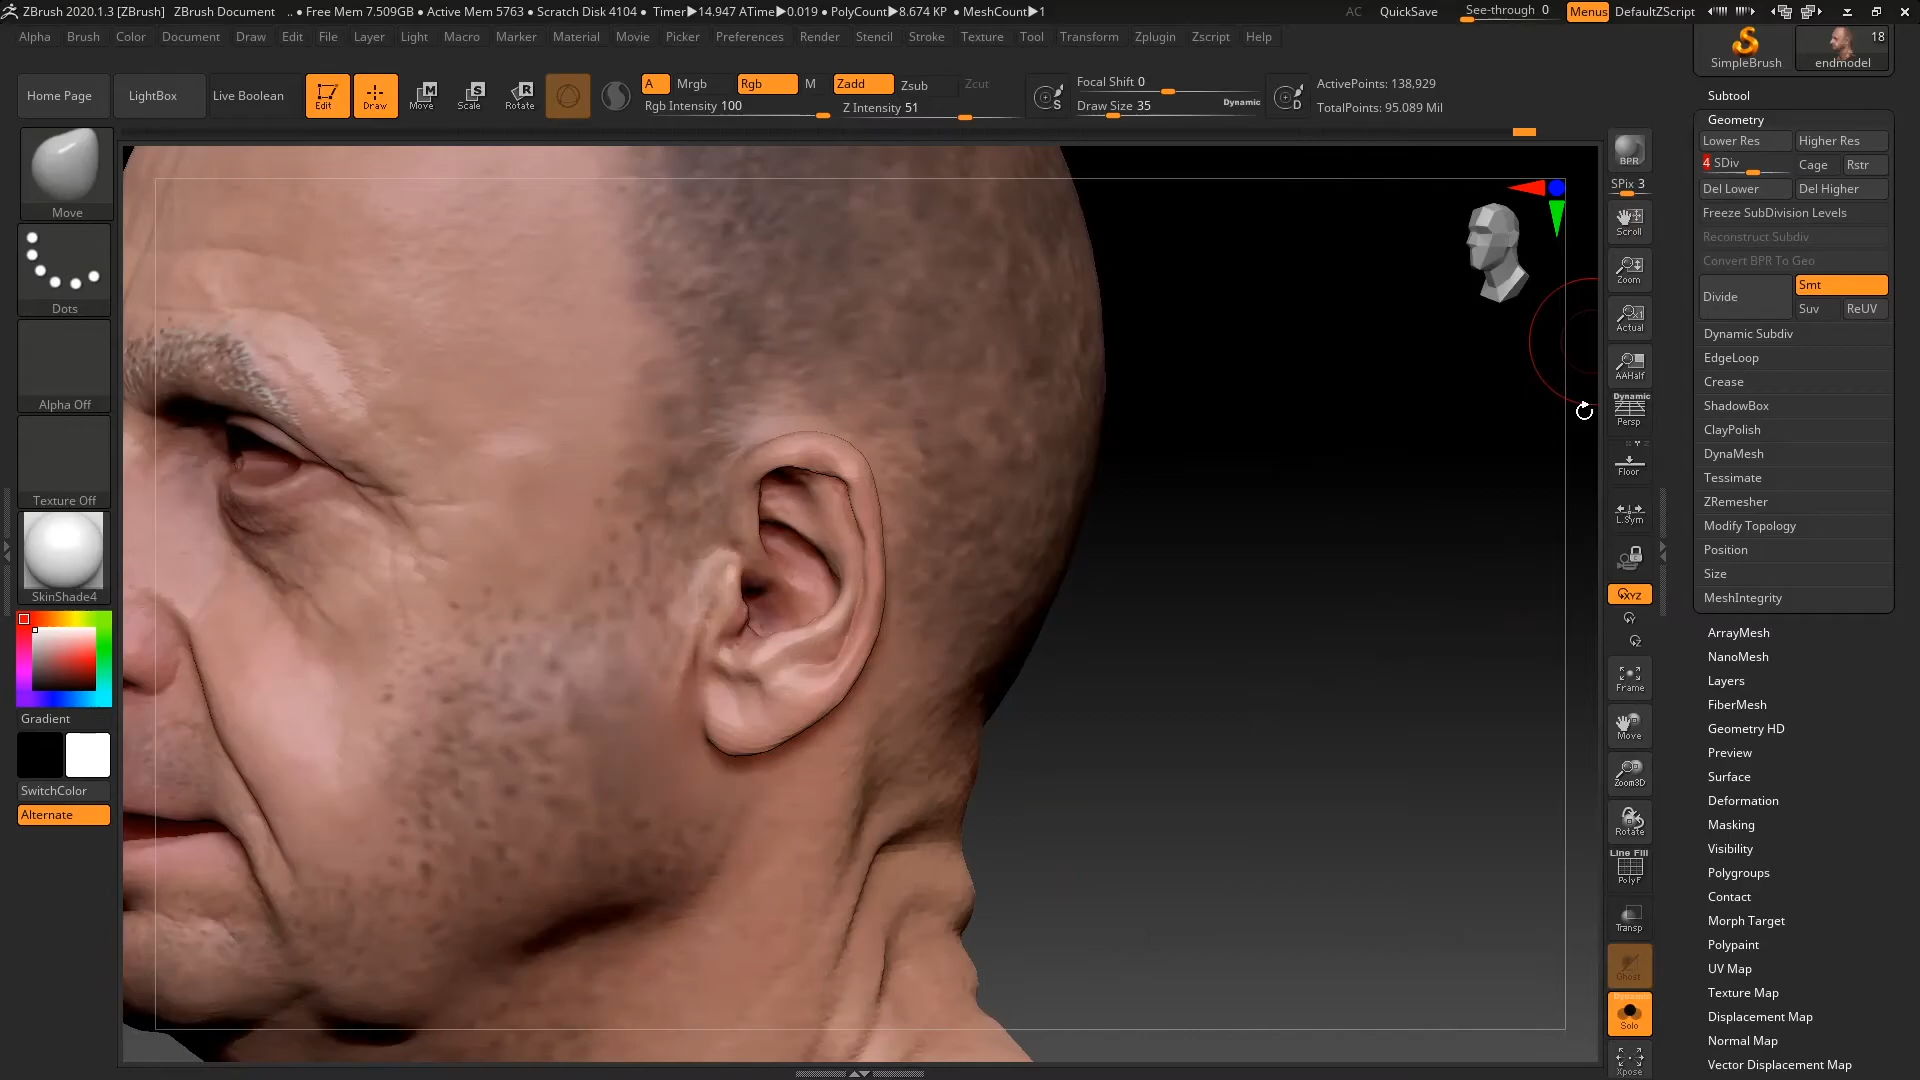 ZBrush 2020.1.3 [ZBrush]   ZBrush Document   .. • Free Mem 7.509GB • Active Mem 5763 • Scratch Disk 4104 •  Timer▶14.947 ATime▶0.019 • PolyCount▶8.674 KP  • MeshCount▶1   AC   QuickSave   See-through 0   Menus   DefaultZScript
Alpha   Brush   Color   Document   Draw   Edit   File   Layer   Light   Macro   Marker   Material   Movie   Picker   Preferences   Render   Stencil   Stroke   Texture   Tool   Transform   Zplugin   Zscript   Help
Home Page   LightBox   Live Boolean   Edit   Draw   Move   Scale   Rotate
A   Mrgb   Rgb   M   Zadd   Zsub   Zcut
Rgb Intensity 100   Z Intensity 51
Focal Shift 0
Draw Size 35   Dynamic
ActivePoints: 138,929
TotalPoints: 95.089 Mil
SimpleBrush   18   endmodel
Move
Dots
Alpha Off
Texture Off
SkinShade4
Gradient
SwitchColor
Alternate
BPR
SPix 3
Scroll
Zoom
Actual
AAHalf
Dynamic
Persp
Floor
L.Sym
XYZ
Frame
Move
Zoom3D
Rotate
Line Fill
PolyF
Transp
Ghost
Dynamic
Solo
Xpose
Subtool
Geometry
Lower Res   Higher Res
4 SDiv   Cage   Rstr
Del Lower   Del Higher
Freeze SubDivision Levels
Reconstruct Subdiv
Convert BPR To Geo
Divide   Smt
Suv   ReUV
Dynamic Subdiv
EdgeLoop
Crease
ShadowBox
ClayPolish
DynaMesh
Tessimate
ZRemesher
Modify Topology
Position
Size
MeshIntegrity
ArrayMesh
NanoMesh
Layers
FiberMesh
Geometry HD
Preview
Surface
Deformation
Masking
Visibility
Polygroups
Contact
Morph Target
Polypaint
UV Map
Texture Map
Displacement Map
Normal Map
Vector Displacement Map